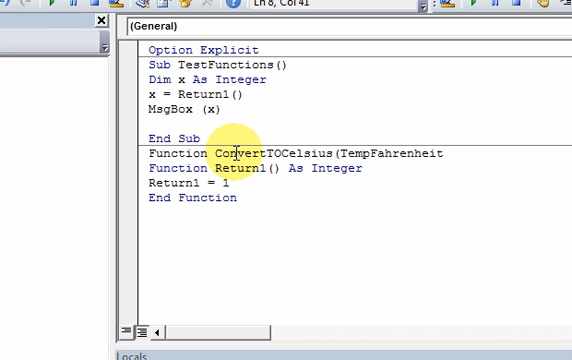 Ln 8, Col 41
(General)
Option Explicit
Sub TestFunctions()
Dim x As Integer
x = Return1()
MsgBox (x)
End Sub
Function ConvertTOCelsius(TempFahrenheit
Function Return1() As Integer
Return1 = 1
End Function
Locals